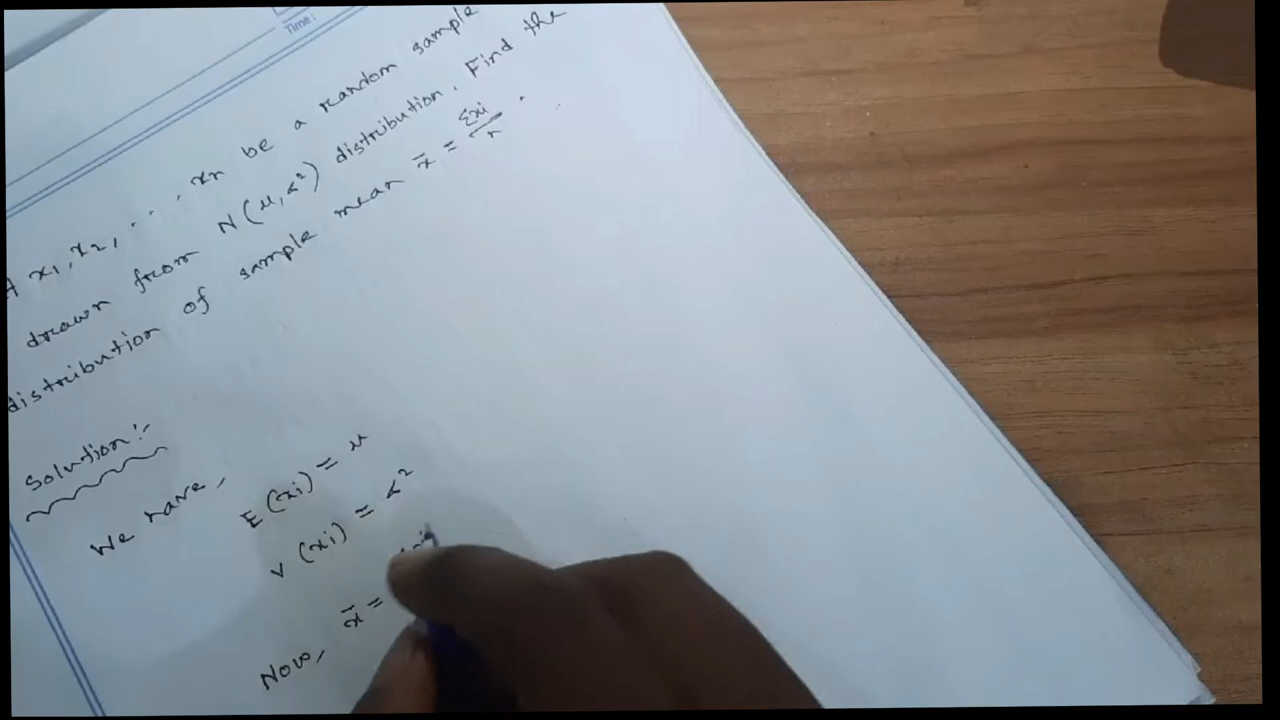 Time:
x₁, x₂, . . . , xn be a random sample
drawn from N(μ, σ²) distribution. Find the
distribution of sample mean x̄ = Σxi/n .
Solution:-
We have,
E(xi) = μ
V(xi) = σ²
Now, x̄ =